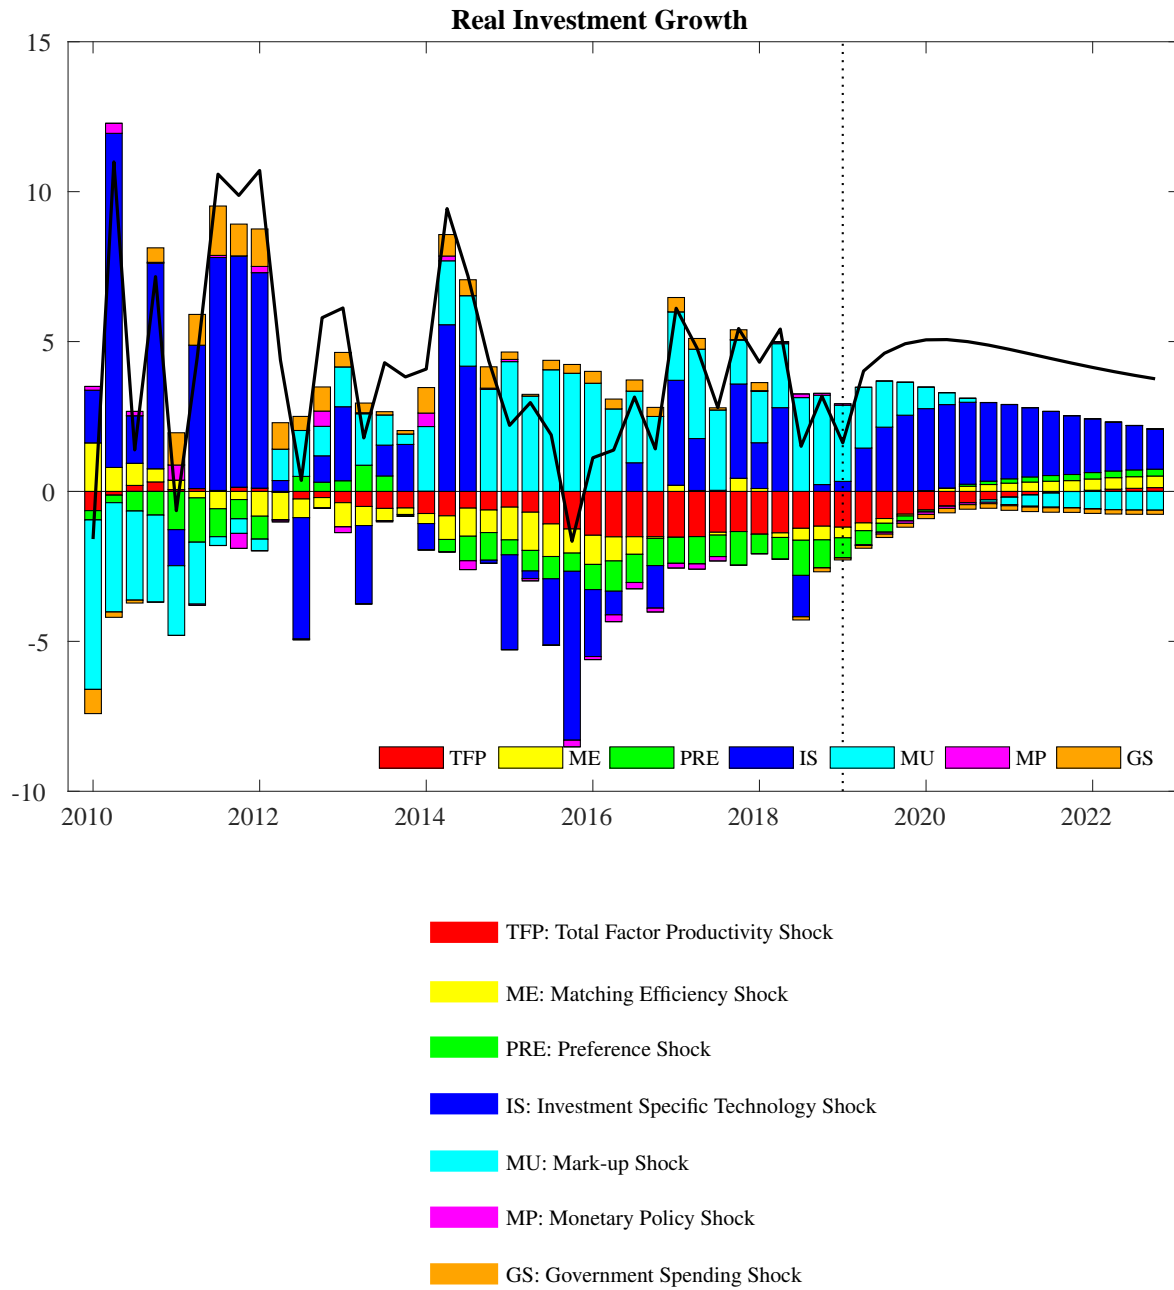 Real Investment Growth
15
10
5
0
-5
-10
TFP ME PRE IS MU MP GS
2010 2012 2014 2016 2018 2020 2022
TFP: Total Factor Productivity Shock
ME: Matching Efficiency Shock
PRE: Preference Shock
IS: Investment Specific Technology Shock
MU: Mark-up Shock
MP: Monetary Policy Shock
GS: Government Spending Shock